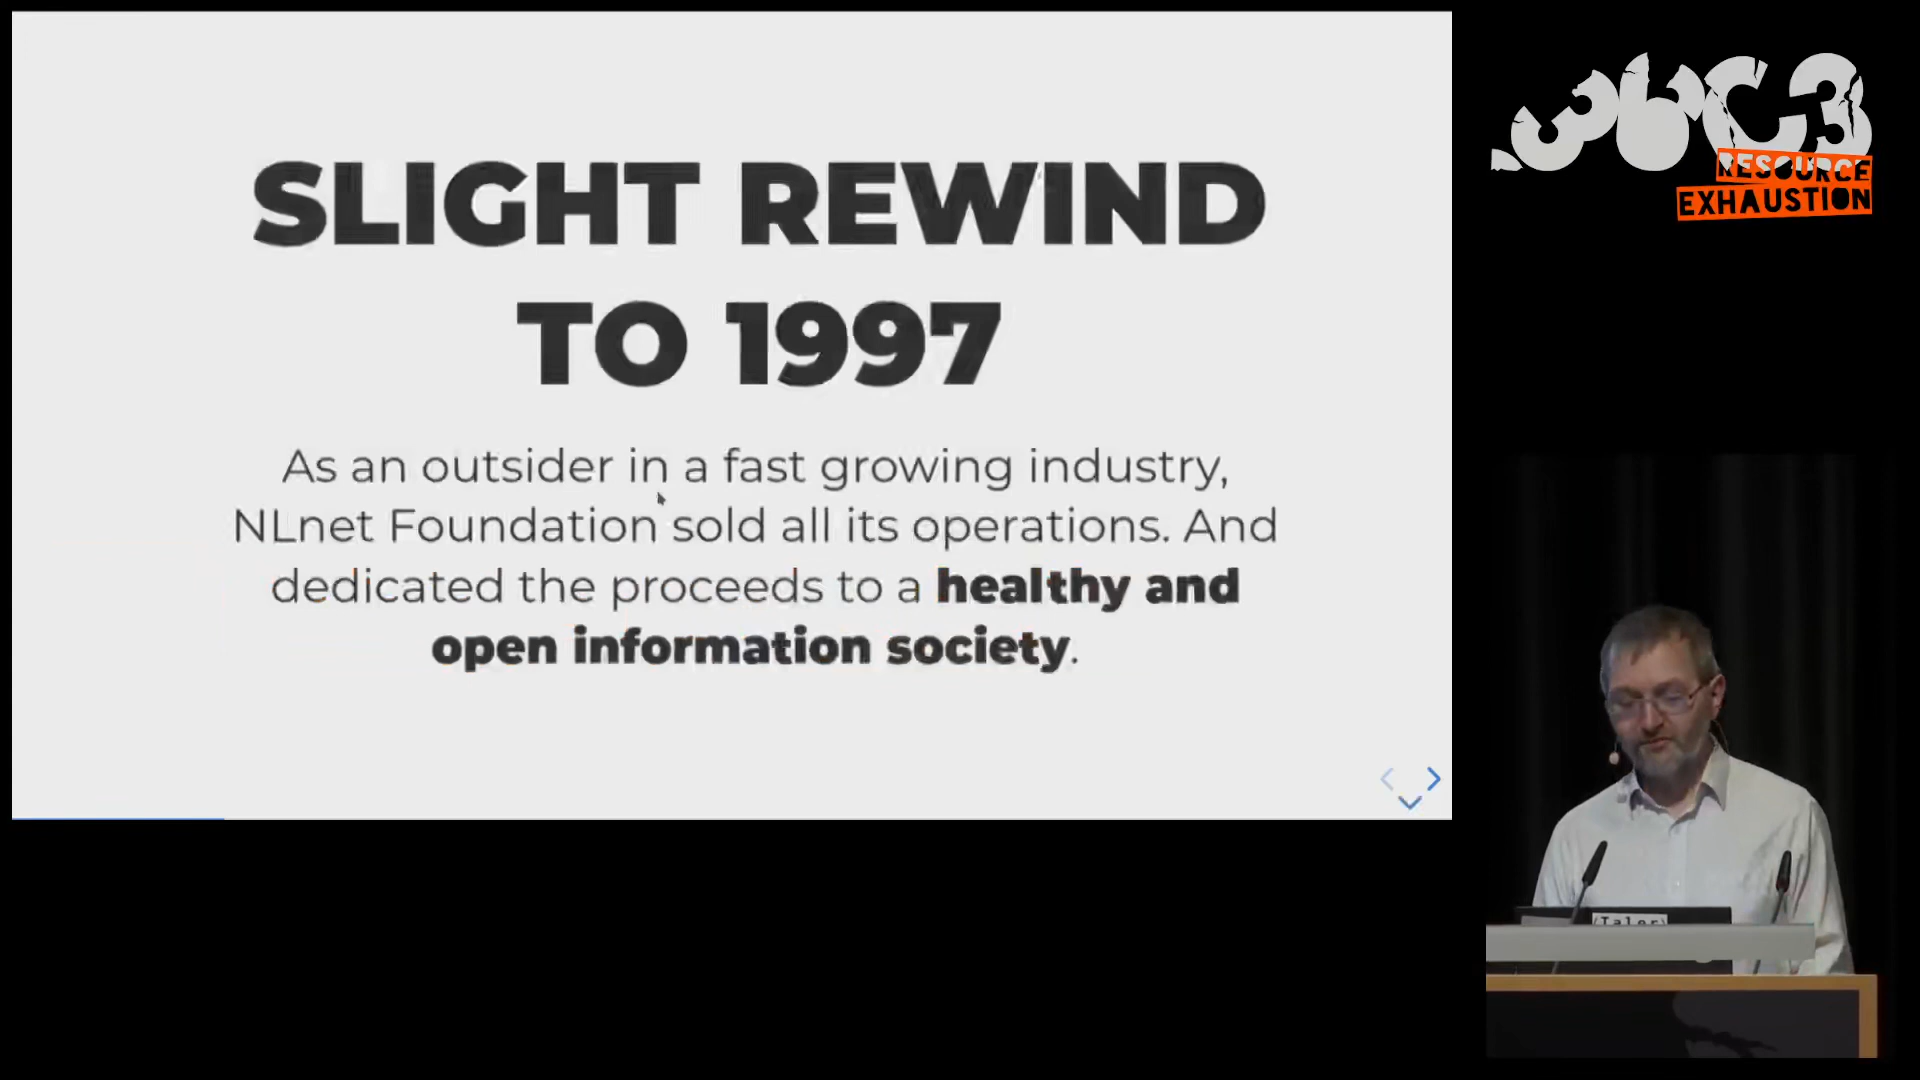 SLIGHT REWIND
TO 1997
As an outsider in a fast growing industry,
NLnet Foundation sold all its operations. And
dedicated the proceeds to a healthy and
open information society.
36C3
RESOURCE
EXHAUSTION
Taler